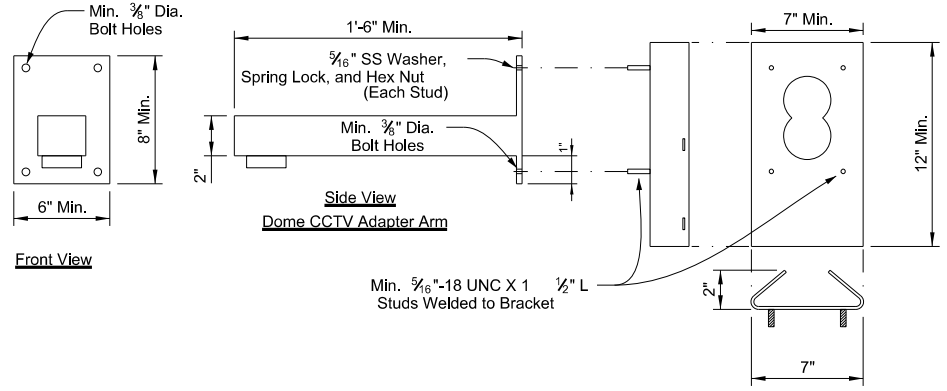 Min. 3/8" Dia.
Bolt Holes
8" Min.
6" Min.
Front View
1'-6" Min.
5/16" SS Washer,
Spring Lock, and Hex Nut
(Each Stud)
Min. 3/8" Dia.
Bolt Holes
2"
1"
Side View
Dome CCTV Adapter Arm
7" Min.
12" Min.
Min. 5/16"-18 UNC X 1 1/2" L
Studs Welded to Bracket
2"
7"